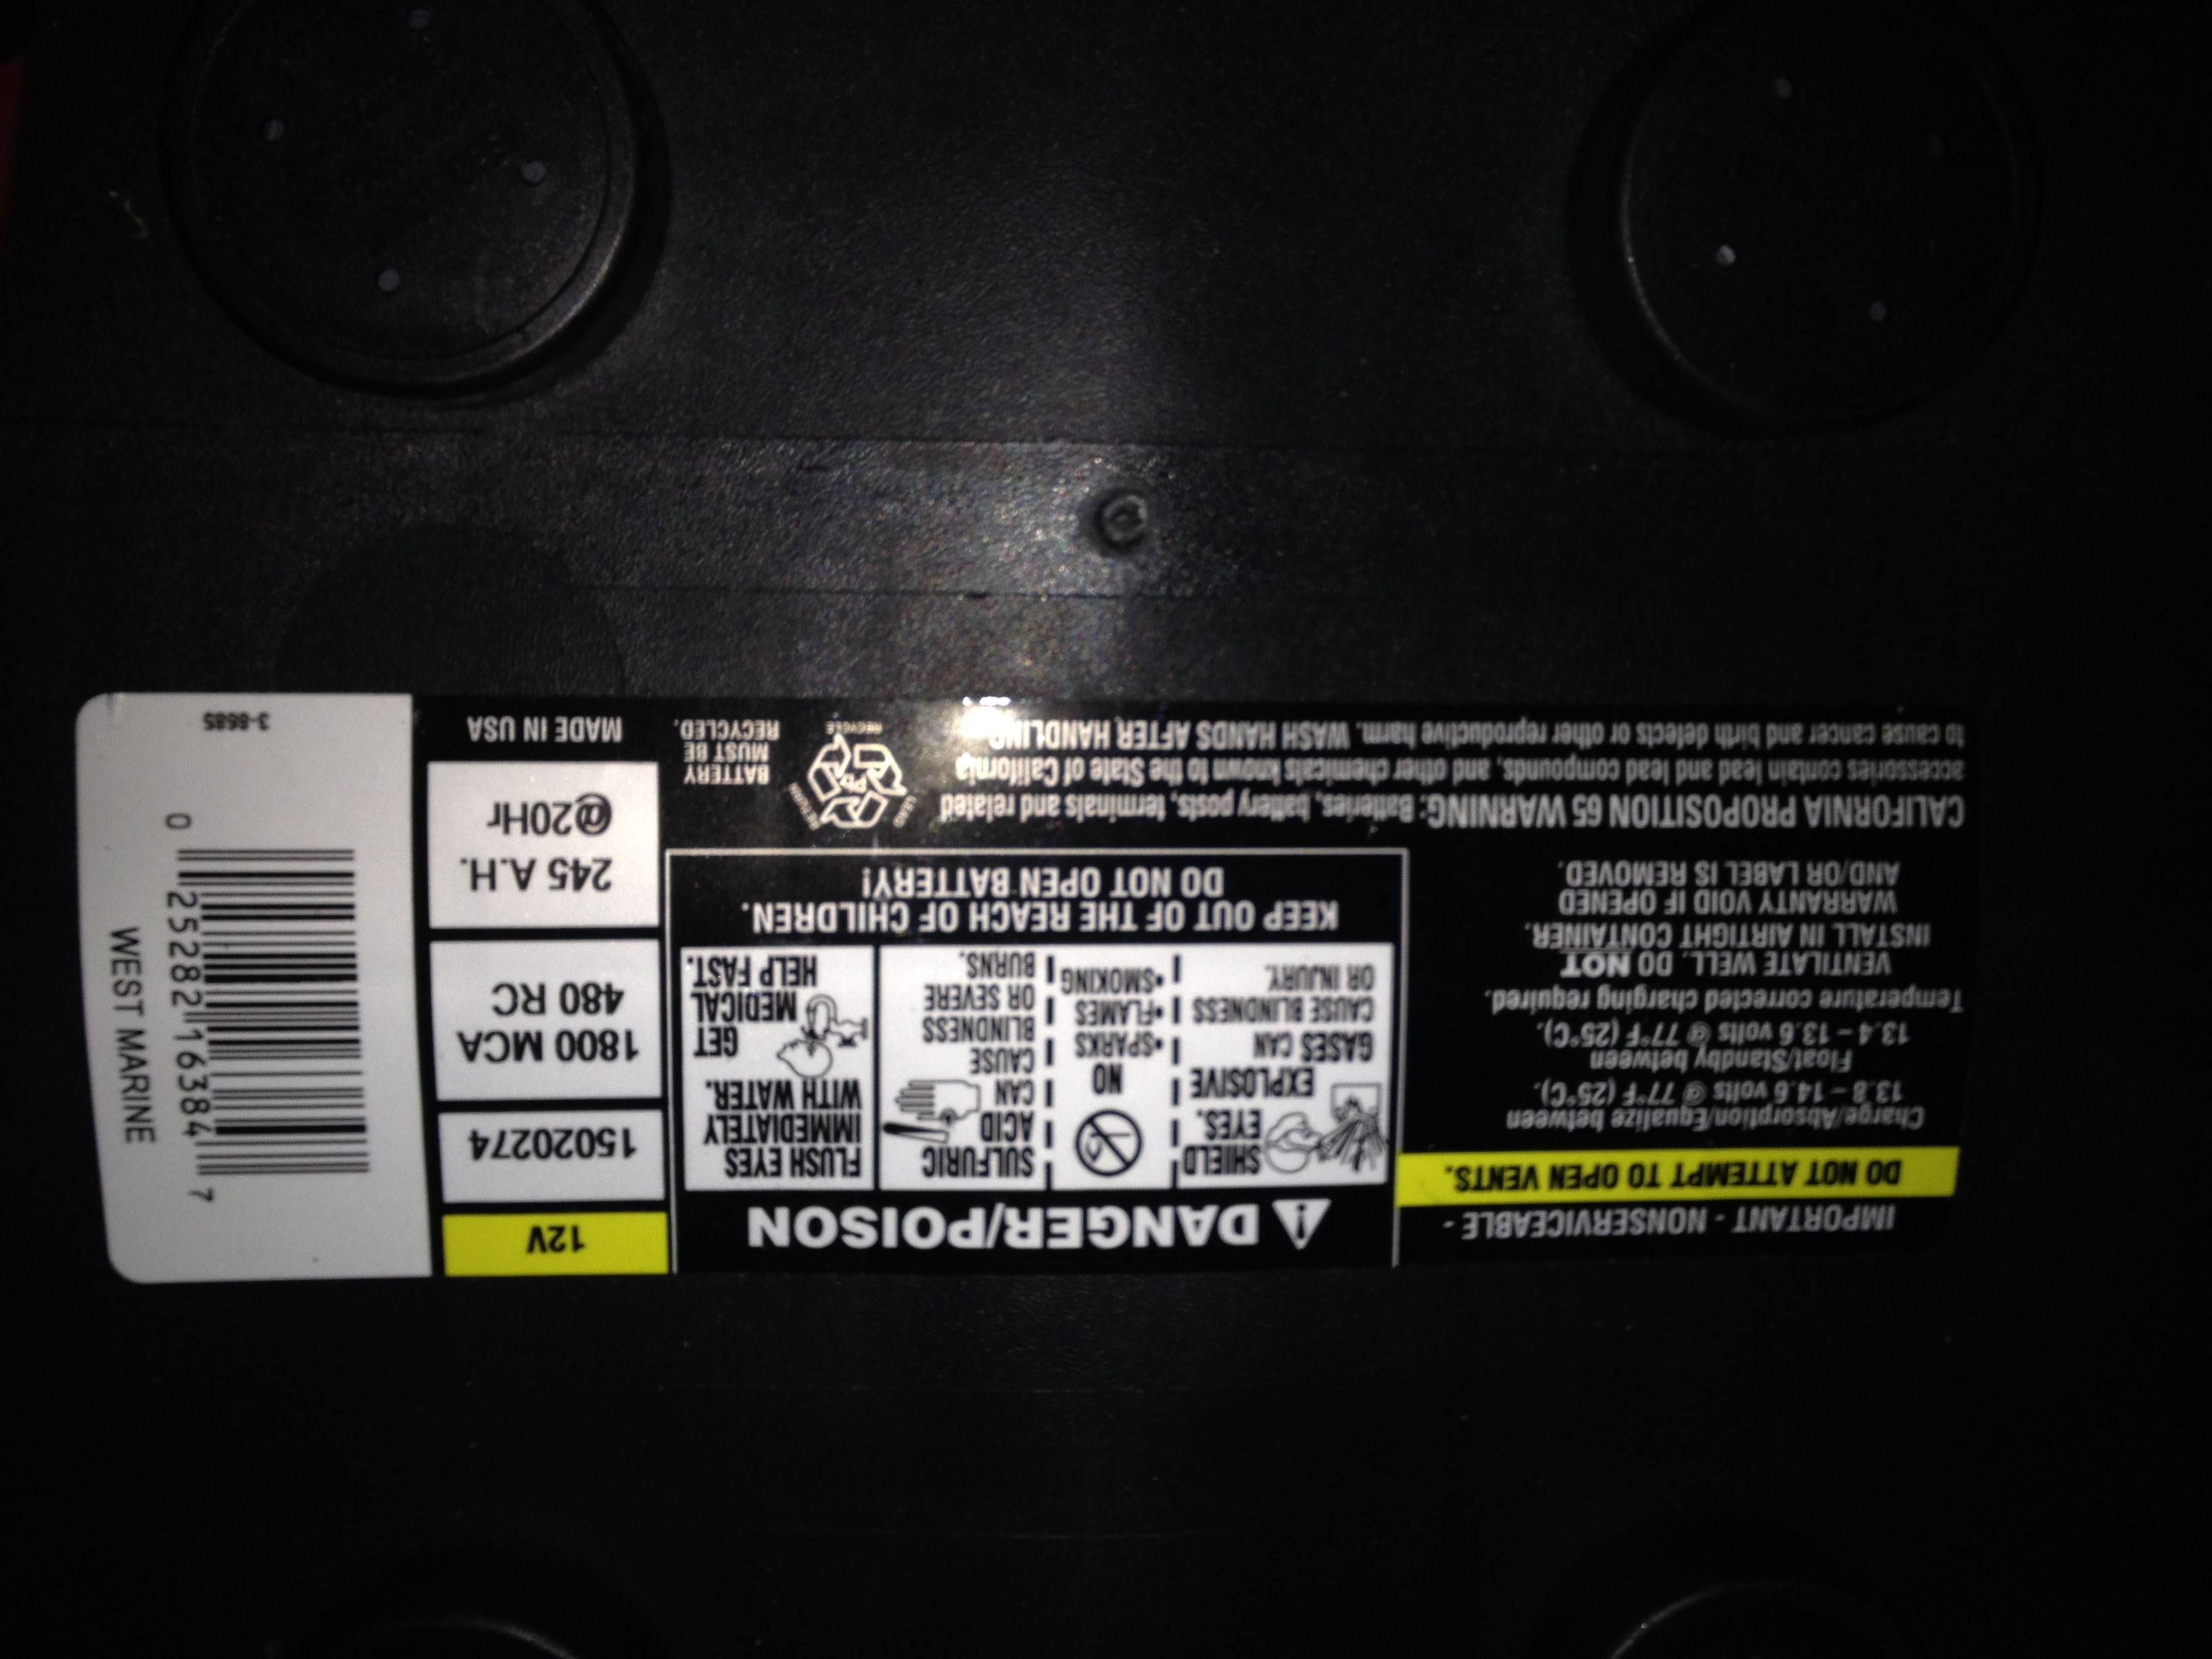 IMPORTANT - NONSERVICEABLE -
DO NOT ATTEMPT TO OPEN VENTS.
Charge/Absorption/Equalize between
13.8 – 14.6 volts @ 77°F (25°C).
Float/Standby between
13.4 – 13.6 volts @ 77°F (25°C).
Temperature corrected charging required.
VENTILATE WELL. DO NOT
INSTALL IN AIRTIGHT CONTAINER.
WARRANTY VOID IF OPENED
AND/OR LABEL IS REMOVED.
DANGER/POISON
SHIELD
EYES.
EXPLOSIVE
GASES CAN
CAUSE BLINDNESS
OR INJURY.
NO
•SPARKS
•FLAMES
•SMOKING
SULFURIC
ACID
CAN
CAUSE
BLINDNESS
OR SEVERE
BURNS.
FLUSH EYES
IMMEDIATELY
WITH WATER.
GET
MEDICAL
HELP FAST.
KEEP OUT OF THE REACH OF CHILDREN.
DO NOT OPEN BATTERY!
CALIFORNIA PROPOSITION 65 WARNING: Batteries, battery posts, terminals and related
accessories contain lead and lead compounds, and other chemicals known to the State of California
to cause cancer and birth defects or other reproductive harm. WASH HANDS AFTER HANDLING.
LEAD
RETURN
RECYCLE
Pb
BATTERY
MUST BE
RECYCLED.
12V
15020274
1800 MCA
480 RC
245 A.H.
@20Hr
MADE IN USA
WEST MARINE
0 25282 16384 7
3-8685